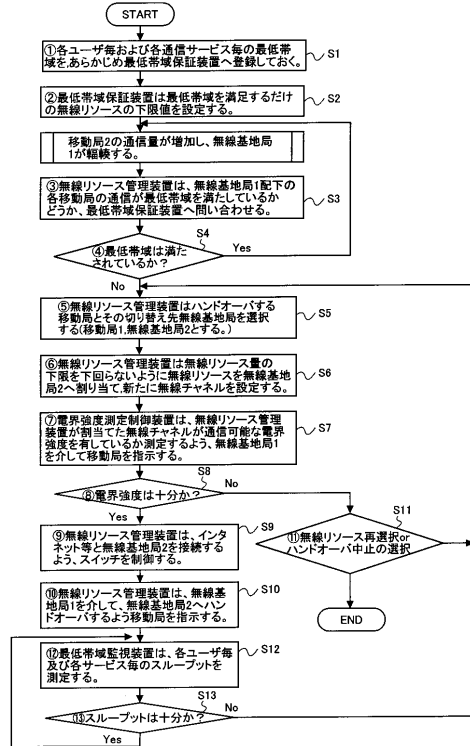 START
①各ユーザ毎および各通信サービス毎の最低帯
域を、あらかじめ最低帯域保証装置へ登録しておく。
S1
②最低帯域保証装置は最低帯域を満足するだけ
の無線リソースの下限値を設定する。
S2
移動局2の通信量が増加し、無線基地局
1が輻輳する。
③無線リソース管理装置は、無線基地局1配下の
各移動局の通信が最低帯域を満たしているか
どうか、最低帯域保証装置へ問い合わせる。
S3
S4
④最低帯域は満た
されているか？
Yes
No
⑤無線リソース管理装置はハンドオーバする
移動局とその切り替え先無線基地局を選択
する(移動局1,無線基地局2とする。)
S5
⑥無線リソース管理装置は無線リソース量の
下限を下回らないように無線リソースを無線基地
局2へ割り当て、新たに無線チャネルを設定する。
S6
⑦電界強度測定制御装置は、無線リソース管理
装置が割当てた無線チャンネルが通信可能な電界
強度を有しているか測定するよう、無線基地局1
を介して移動局を指示する。
S7
S8
⑧電界強度は十分か？
No
Yes
⑨無線リソース管理装置は、インタ
ネット等と無線基地局2を接続する
よう、スイッチを制御する。
S9
S11
⑪無線リソース再選択or
ハンドオーバ中止の選択
⑩無線リソース管理装置は、無線基
地局1を介して、無線基地局2へハン
ドオーバするよう移動局を指示する。
S10
END
⑫最低帯域監視装置は、各ユーザ毎
及び各サービス毎のスループットを
測定する。
S12
S13
⑬スループットは十分か？
No
Yes